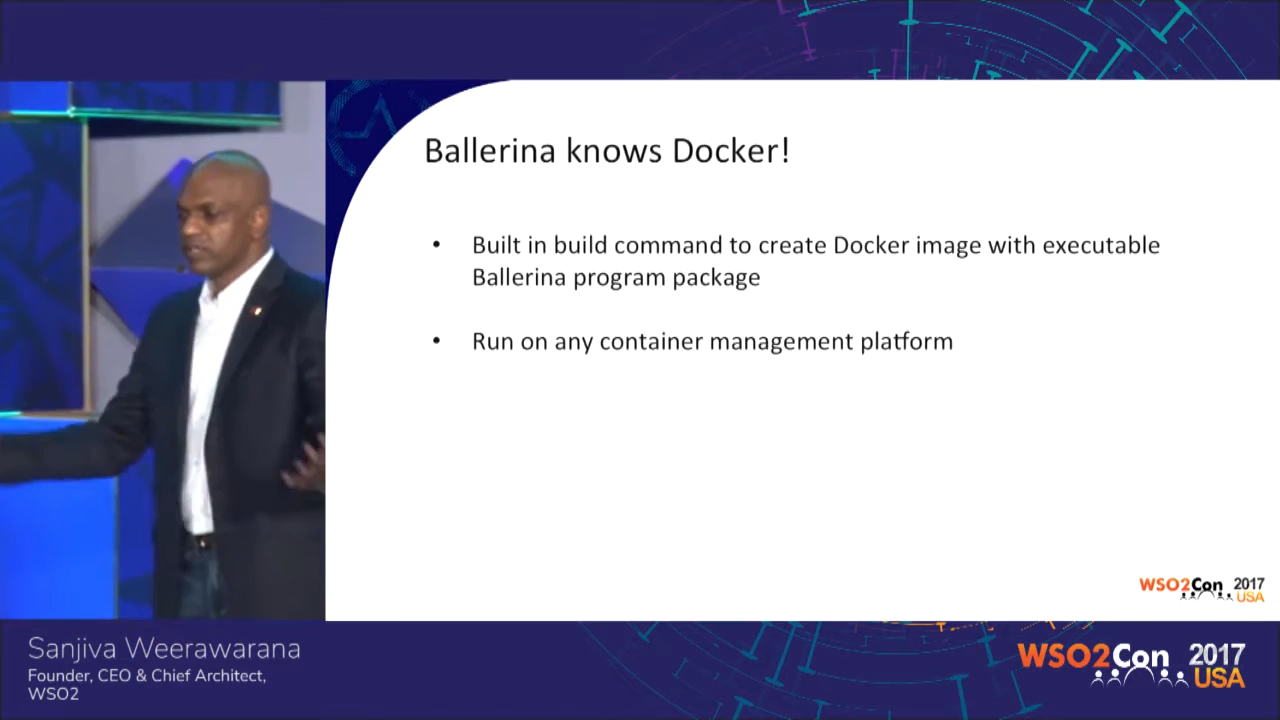 Ballerina knows Docker!
• Built in build command to create Docker image with executable
Ballerina program package
• Run on any container management platform
WSO2Con 2017
USA
Sanjiva Weerawarana
Founder, CEO & Chief Architect,
WSO2
WSO2Con 2017
USA